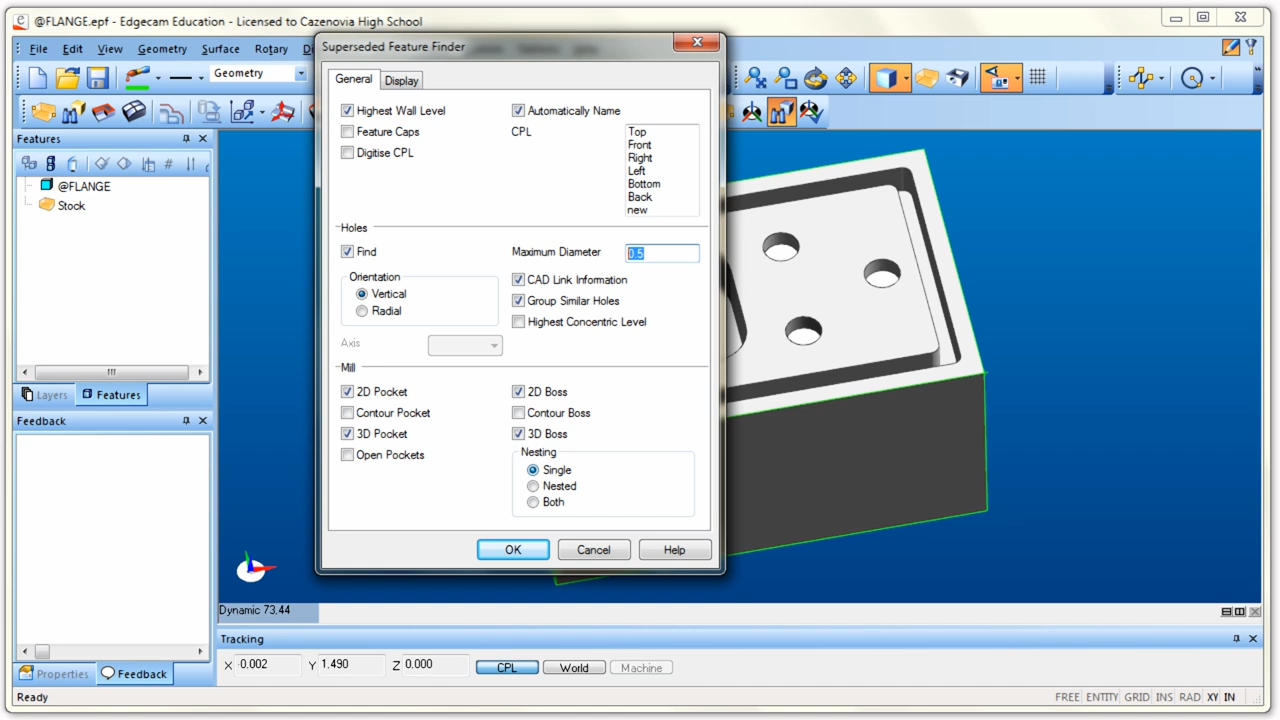 @FLANGE.epf - Edgecam Education - Licensed to Cazenovia High School
File Edit View Geometry Surface Rotary
Superseded Feature Finder
Geometry
General Display
Highest Wall Level
Automatically Name
Feature Caps
CPL
Digitise CPL
Top
Front
Right
Left
Bottom
Back
new
Holes
Find
Maximum Diameter 0.5
Orientation
Vertical
Radial
CAD Link Information
Group Similar Holes
Highest Concentric Level
Axis
Mill
2D Pocket
2D Boss
Contour Pocket
Contour Boss
3D Pocket
3D Boss
Open Pockets
Nesting
Single
Nested
Both
OK Cancel Help
Features
@FLANGE
Stock
Layers Features
Feedback
Properties Feedback
Dynamic 73.44
Tracking
X -0.002 Y 1.490 Z 0.000 CPL World Machine
Ready
FREE ENTITY GRID INS RAD XY IN